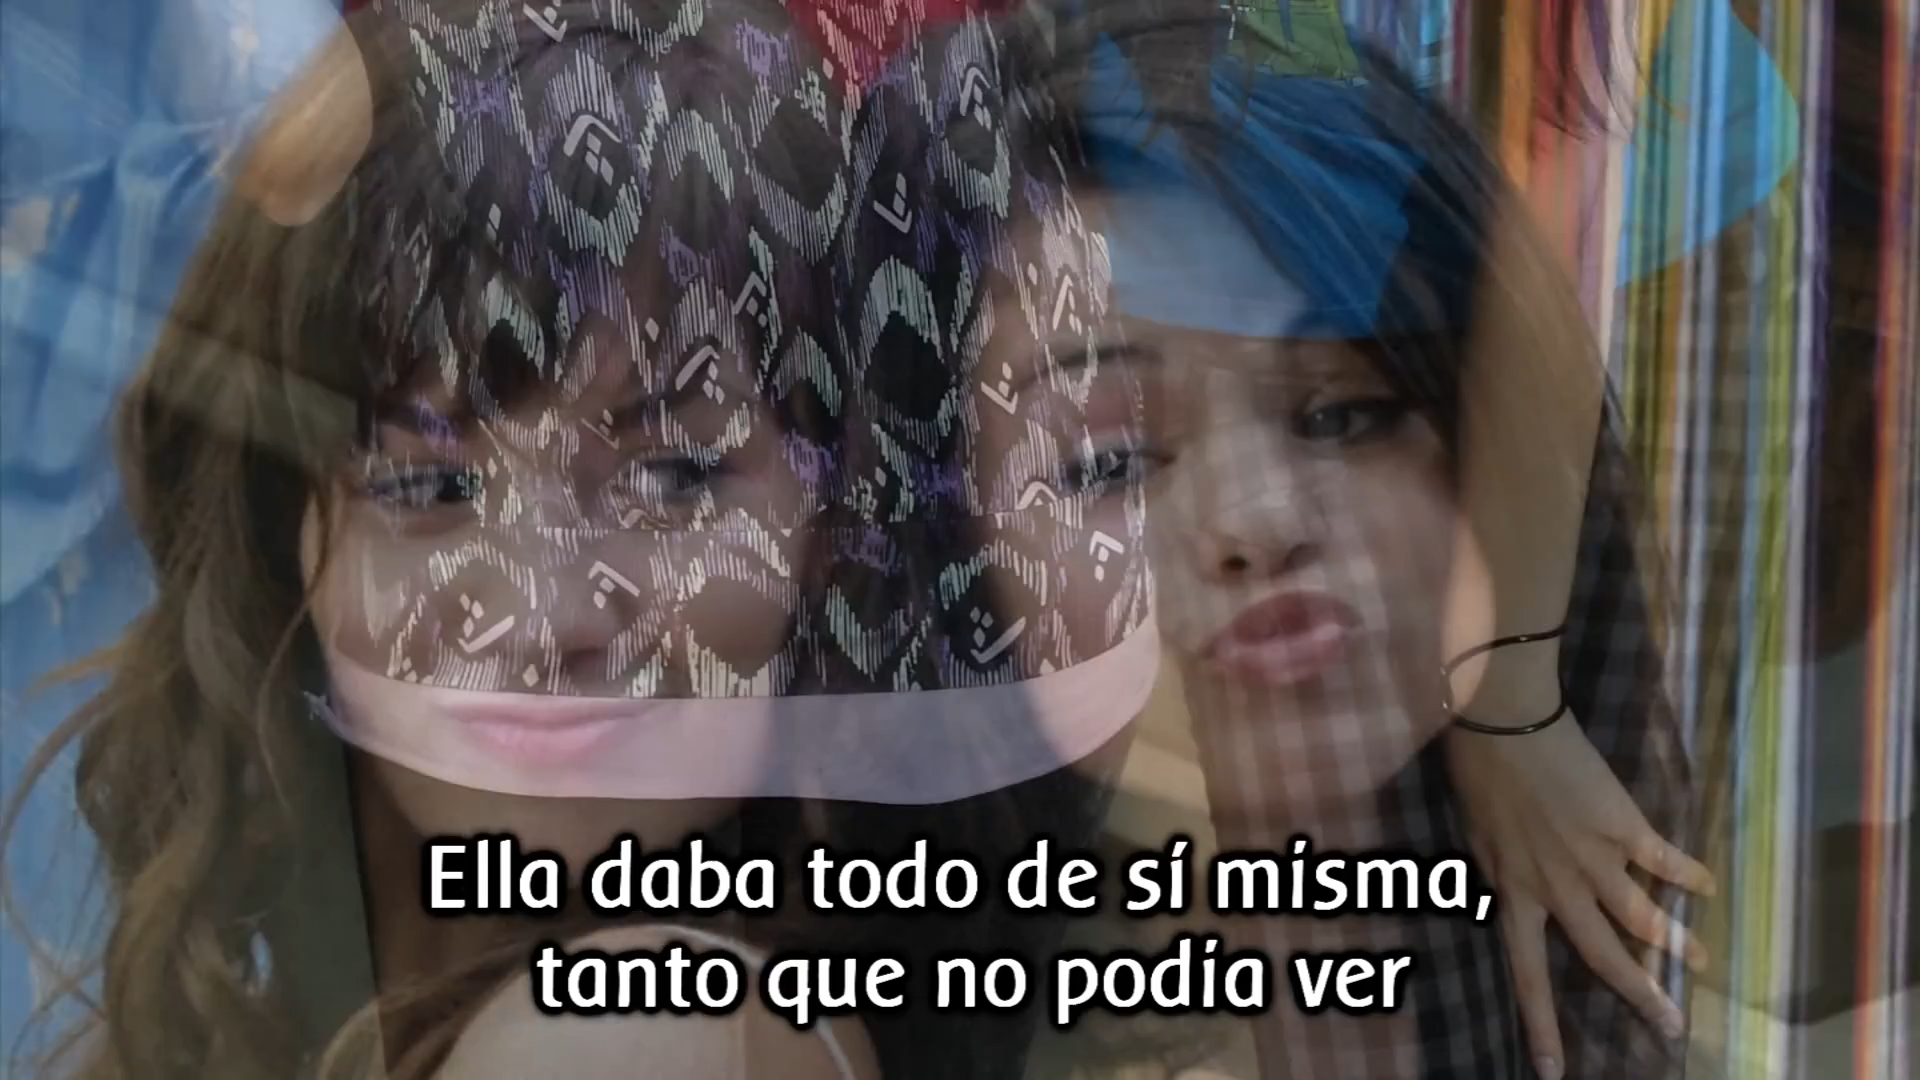 Ella daba todo de sí misma,
tanto que no podía ver